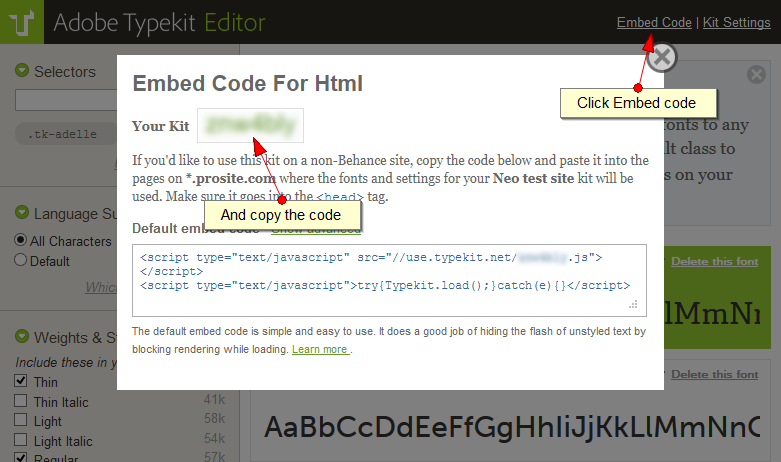 Adobe Typekit Editor
Embed Code | Kit Settings
Selectors
.tk-adelle
Language Su
All Characters
Default
Which
Weights & S
Include these in y
Thin
Thin Italic 41k
Light 58k
Light Italic 54k
Regular 57k
Embed Code For Html
Click Embed code
Your Kit
If you'd like to use this kit on a non-Behance site, copy the code below and paste it into the
pages on *.prosite.com where the fonts and settings for your Neo test site kit will be
used. Make sure it goes into the <head> tag.
And copy the code
Default embed code Show advanced
<script type="text/javascript" src="//use.typekit.net/ .js">
</script>
<script type="text/javascript">try{Typekit.load();}catch(e){}</script>
The default embed code is simple and easy to use. It does a good job of hiding the flash of unstyled text by
blocking rendering while loading. Learn more .
onts to any
lt class to
s on your
Delete this font
lMmNn
Delete this font
AaBbCcDdEeFfGgHhIiJjKkLlMmNnC